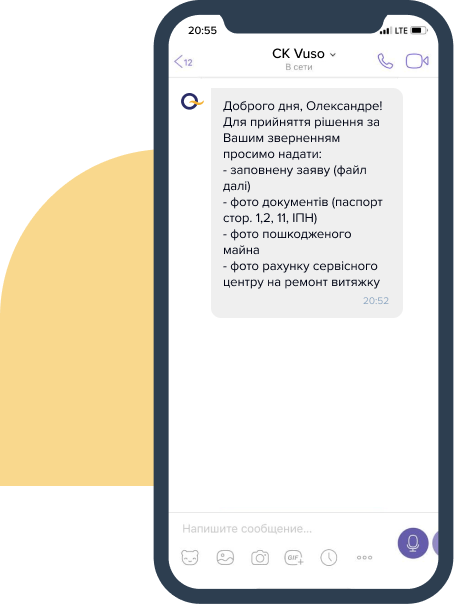 20:55
LTE
12
СК Vuso
В сети
Доброго дня, Олександре!
Для прийняття рішення за
Вашим зверненням
просимо надати:
- заповнену заяву (файл
далі)
- фото документів (паспорт
стор. 1,2, 11, ІПН)
- фото пошкодженого
майна
- фото рахунку сервісного
центру на ремонт витяжку
20:52
Напишите сообщение...
GIF